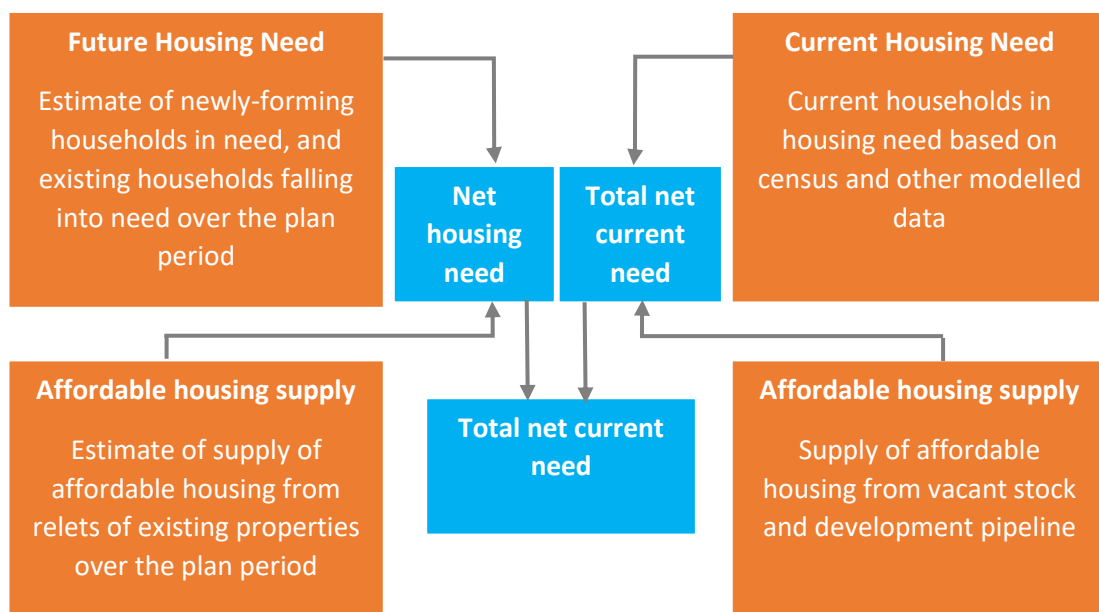 Future Housing Need
Estimate of newly-forming
households in need, and
existing households falling
into need over the plan
period
Current Housing Need
Current households in
housing need based on
census and other modelled
data
Net
housing
need
Total net
current
need
Affordable housing supply
Estimate of supply of
affordable housing from
relets of existing properties
over the plan period
Total net current
need
Affordable housing supply
Supply of affordable
housing from vacant stock
and development pipeline